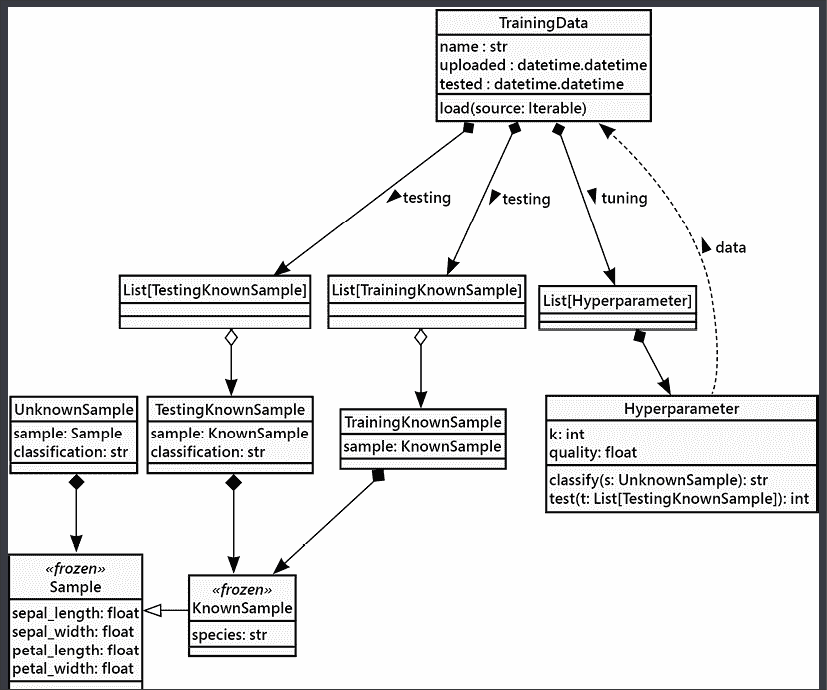 TrainingData
name : str
uploaded : datetime.datetime
tested : datetime.datetime
load(source: Iterable)
testing
testing
tuning
data
List[TestingKnownSample]
List[TrainingKnownSample]
List[Hyperparameter]
UnknownSample
sample: Sample
classification: str
TestingKnownSample
sample: KnownSample
classification: str
TrainingKnownSample
sample: KnownSample
Hyperparameter
k: int
quality: float
classify(s: UnknownSample): str
test(t: List[TestingKnownSample]): int
«frozen»
Sample
sepal_length: float
sepal_width: float
petal_length: float
petal_width: float
«frozen»
KnownSample
species: str